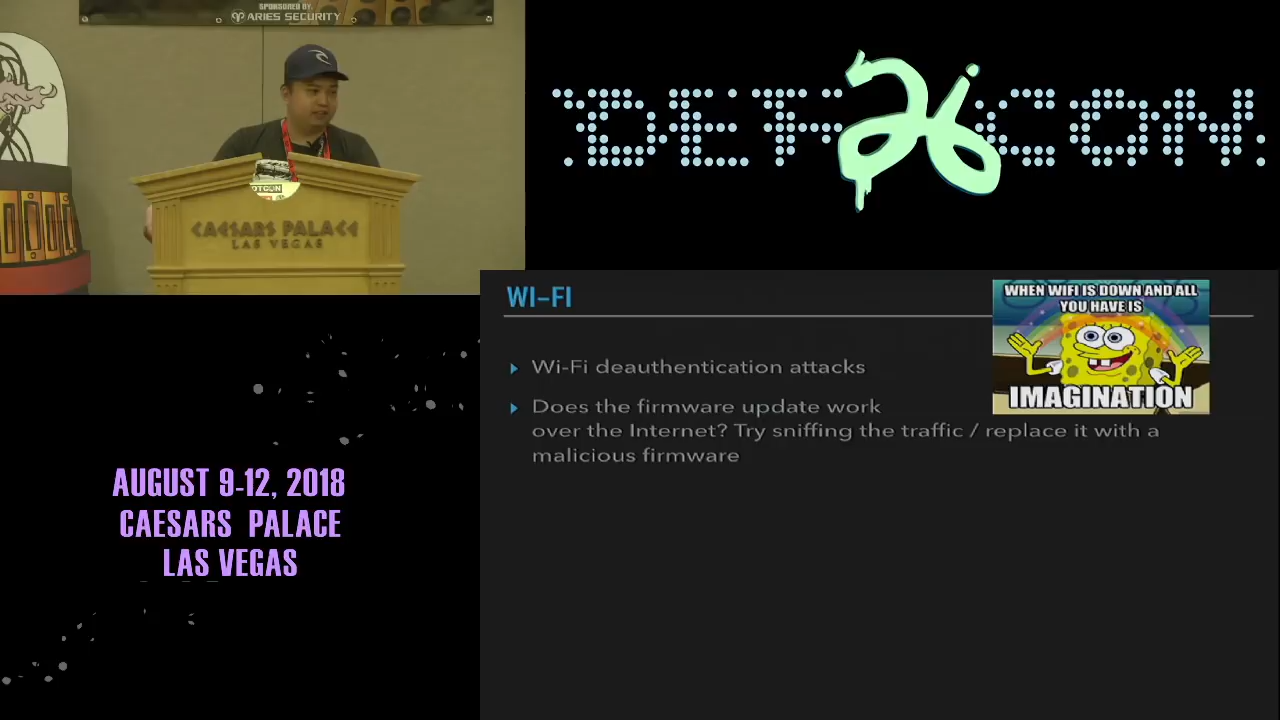 SPONSORED BY:
ARIES SECURITY
DEF CON
26
OTCON
CAESARS PALACE
LAS VEGAS
WI-FI
WHEN WIFI IS DOWN AND ALL
YOU HAVE IS
IMAGINATION
Wi-Fi deauthentication attacks
Does the firmware update work
over the Internet? Try sniffing the traffic / replace it with a
malicious firmware
AUGUST 9-12, 2018
CAESARS PALACE
LAS VEGAS